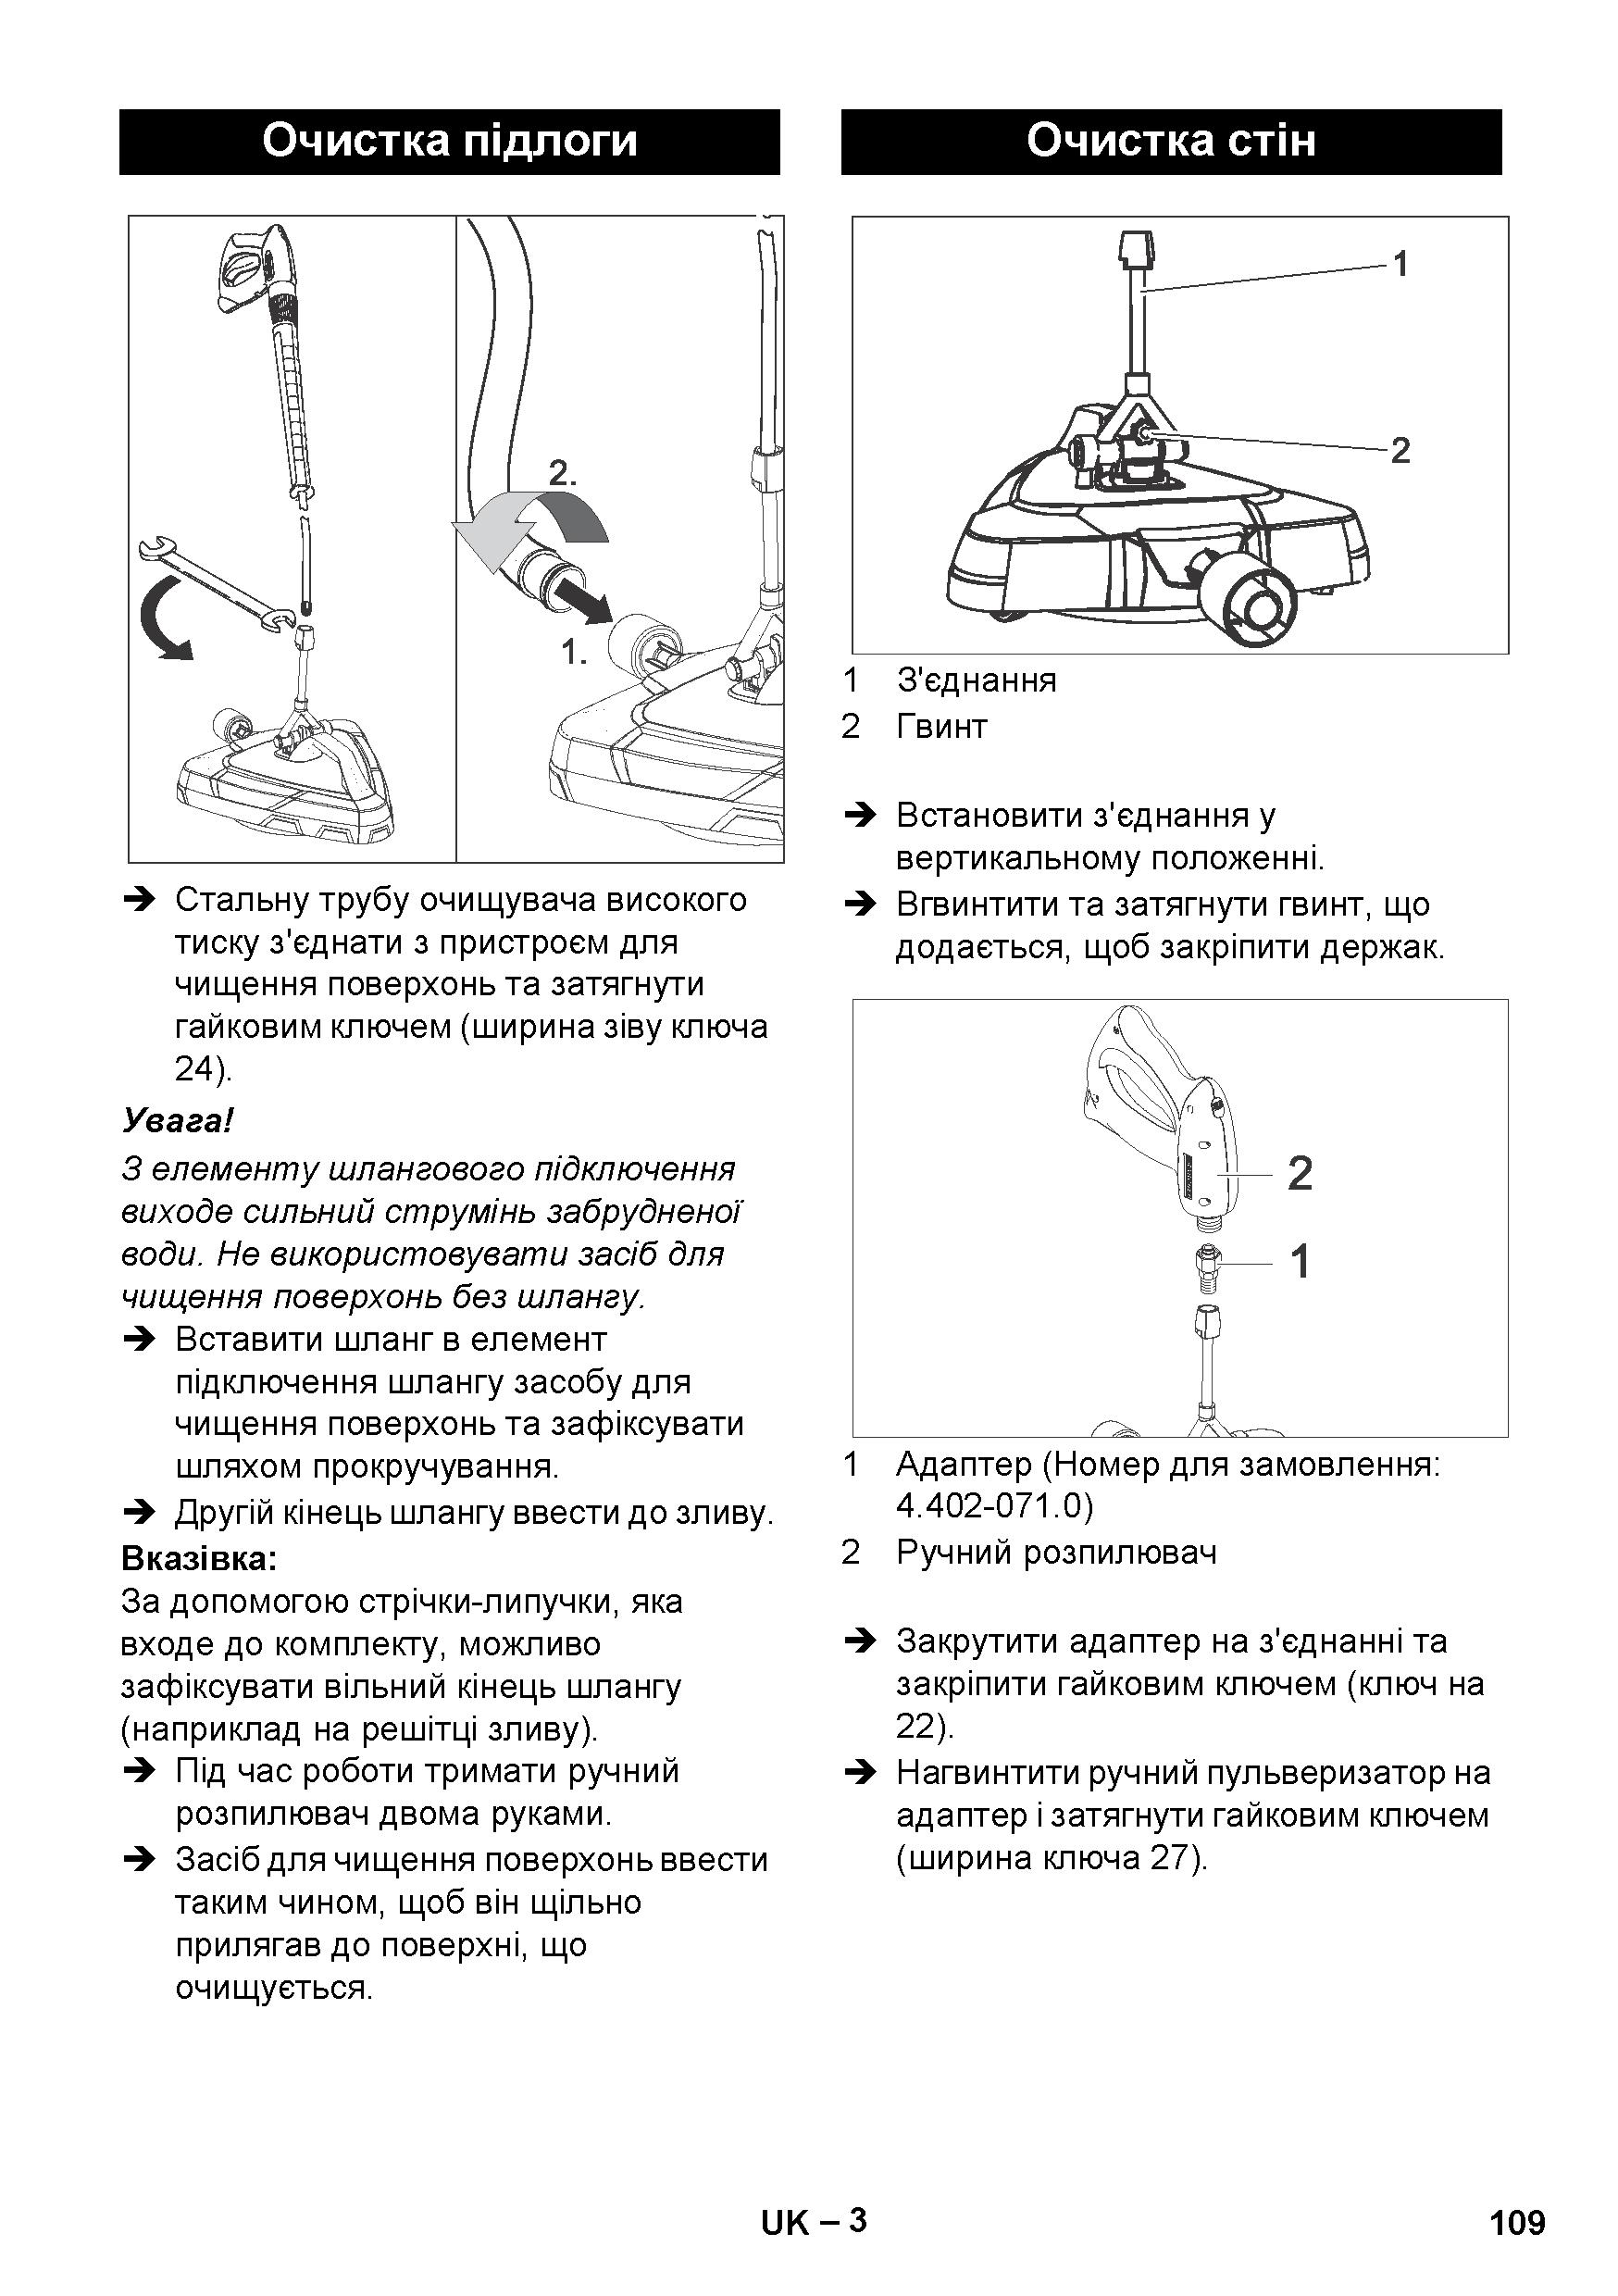 Очистка підлоги
2.
1.
➔ Стальну трубу очищувача високого
тиску з'єднати з пристроєм для
чищення поверхонь та затягнути
гайковим ключем (ширина зіву ключа
24).
Увага!
З елементу шлангового підключення
виходе сильний струмінь забрудненої
води. Не використовувати засіб для
чищення поверхонь без шлангу.
➔ Вставити шланг в елемент
підключення шлангу засобу для
чищення поверхонь та зафіксувати
шляхом прокручування.
➔ Другій кінець шлангу ввести до зливу.
Вказівка:
За допомогою стрічки-липучки, яка
входе до комплекту, можливо
зафіксувати вільний кінець шлангу
(наприклад на решітці зливу).
➔ Під час роботи тримати ручний
розпилювач двома руками.
➔ Засіб для чищення поверхонь ввести
таким чином, щоб він щільно
прилягав до поверхні, що
очищується.
Очистка стін
1
2
1 З'єднання
2 Гвинт
➔ Встановити з'єднання у
вертикальному положенні.
➔ Вгвинтити та затягнути гвинт, що
додається, щоб закріпити держак.
2
1
1 Адаптер (Номер для замовлення:
4.402-071.0)
2 Ручний розпилювач
➔ Закрутити адаптер на з'єднанні та
закріпити гайковим ключем (ключ на
22).
➔ Нагвинтити ручний пульверизатор на
адаптер і затягнути гайковим ключем
(ширина ключа 27).
UK – 3
109